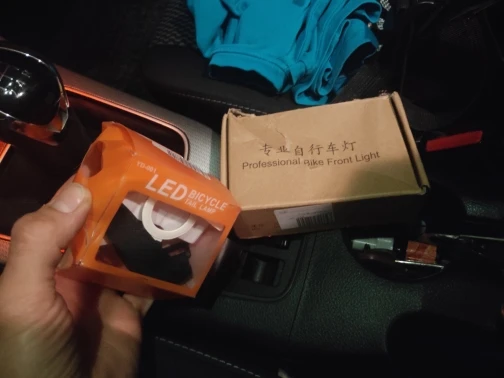 专业自行车灯
Professional Bike Front Light
LED BICYCLE
TAIL LAMP